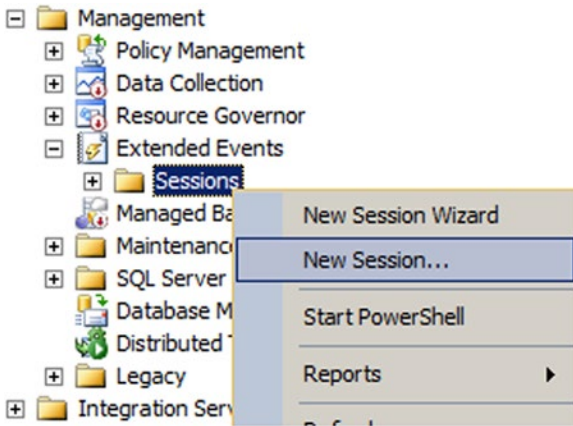 Management
Policy Management
Data Collection
Resource Governor
Extended Events
Sessions
Managed Ba
New Session Wizard
Maintenance
New Session...
SQL Server
Database M
Start PowerShell
Distributed
Legacy
Reports
Integration Serv